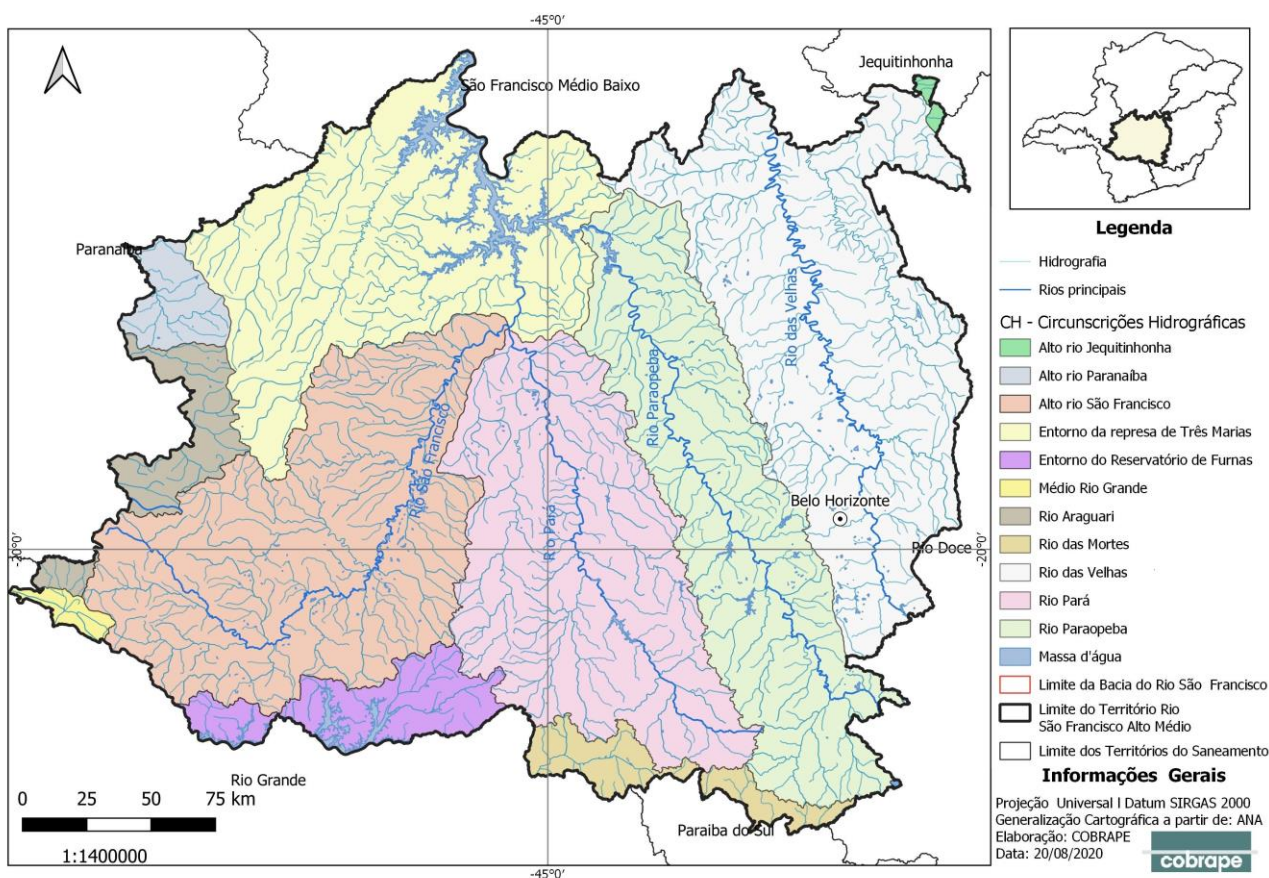 -45°0'
São Francisco Médio Baixo
Jequitinhonha
Paranaíba
Rio das Velhas
Rio Paraopeba
Rio São Francisco
Rio Pará
Belo Horizonte
-20°0'
Rio Doce
-20°0'
Rio Grande
Paraiba do Sul
0 25 50 75 km
1:1400000
-45°0'
Legenda
Hidrografia
Rios principais
CH - Circunscrições Hidrográficas
Alto rio Jequitinhonha
Alto rio Paranaíba
Alto rio São Francisco
Entorno da represa de Três Marias
Entorno do Reservatório de Furnas
Médio Rio Grande
Rio Araguari
Rio das Mortes
Rio das Velhas
Rio Pará
Rio Paraopeba
Massa d'água
Limite da Bacia do Rio São Francisco
Limite do Território Rio
São Francisco Alto Médio
Limite dos Territórios do Saneamento
Informações Gerais
Projeção Universal I Datum SIRGAS 2000
Generalização Cartográfica a partir de: ANA
Elaboração: COBRAPE
Data: 20/08/2020
cobrape